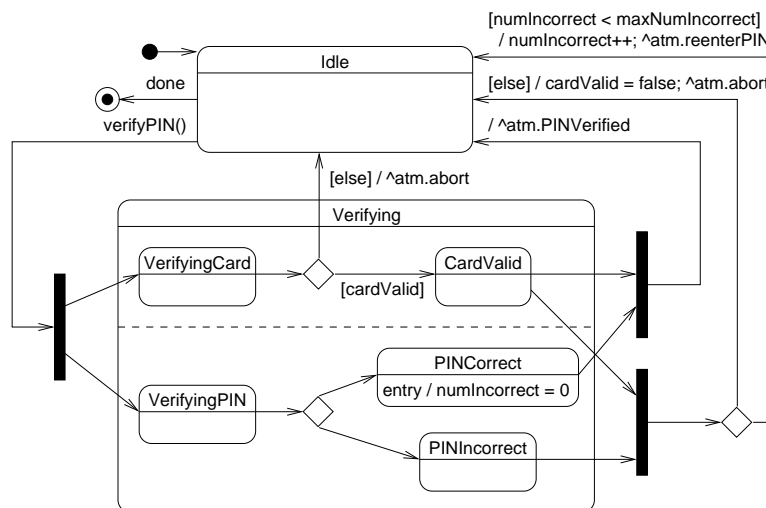 [numIncorrect < maxNumIncorrect]
/ numIncorrect++; ^atm.reenterPIN
Idle
done
[else] / cardValid = false; ^atm.abort
verifyPIN()
/ ^atm.PINVerified
[else] / ^atm.abort
Verifying
VerifyingCard
CardValid
[cardValid]
PINCorrect
entry / numIncorrect = 0
VerifyingPIN
PINIncorrect